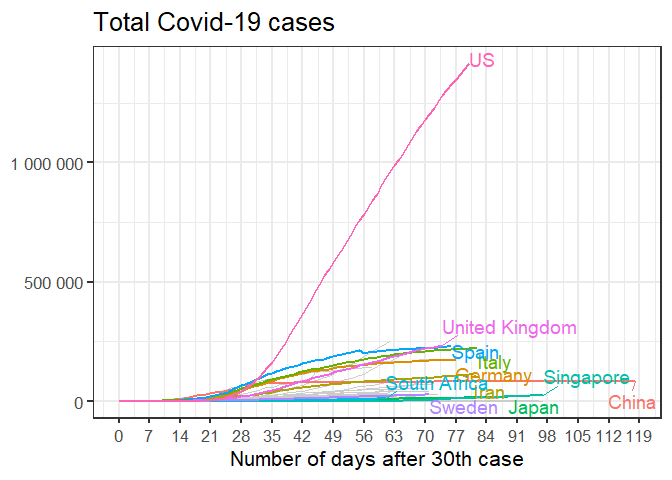 Total Covid-19 cases
US
1 000 000
500 000
United Kingdom
Spain
Italy
Germany
South Africa
Singapore
Iran
China
Sweden
Japan
0
0 7 14 21 28 35 42 49 56 63 70 77 84 91 98 105 112 119
Number of days after 30th case